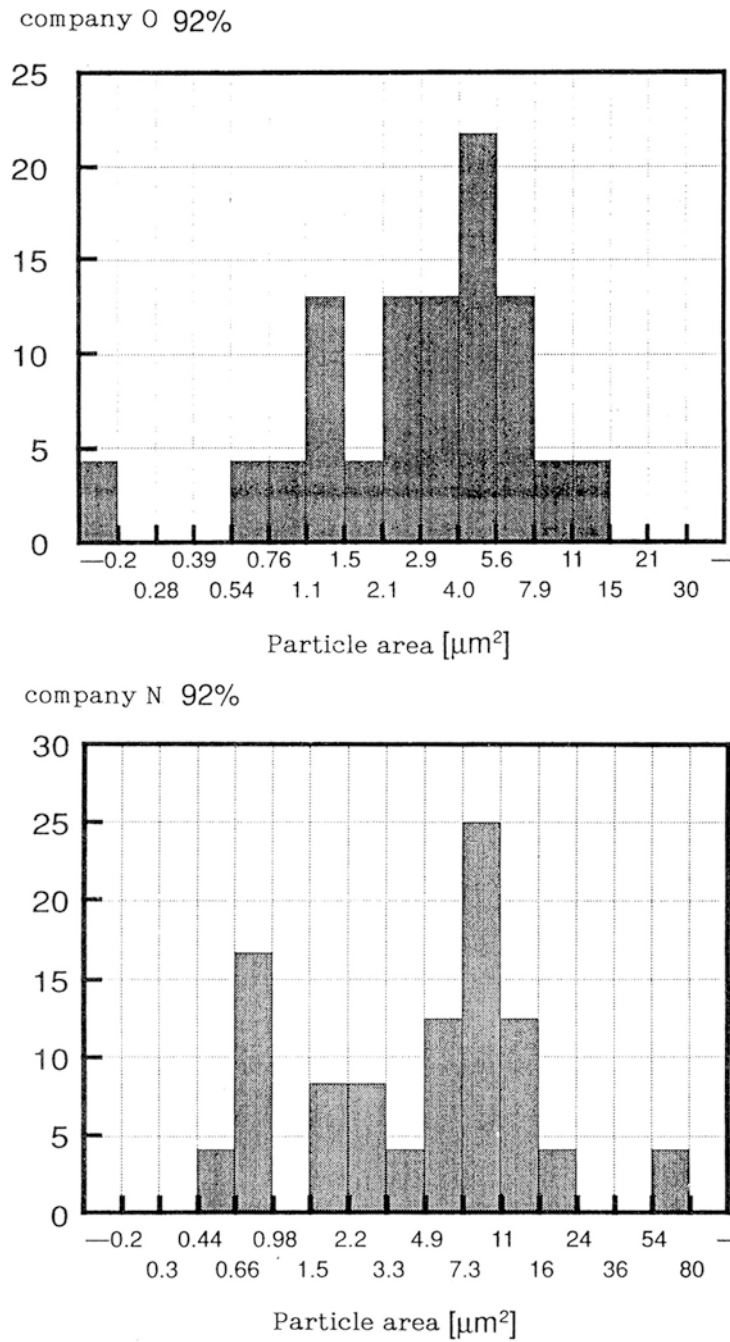 company O 92%
25
20
15
10
5
0
—0.2 0.39 0.76 1.5 2.9 5.6 11 21 —
0.28 0.54 1.1 2.1 4.0 7.9 15 30
Particle area [μm²]
company N 92%
30
25
20
15
10
5
0
—0.2 0.44 0.98 2.2 4.9 11 24 54 —
0.3 0.66 1.5 3.3 7.3 16 36 80
Particle area [μm²]